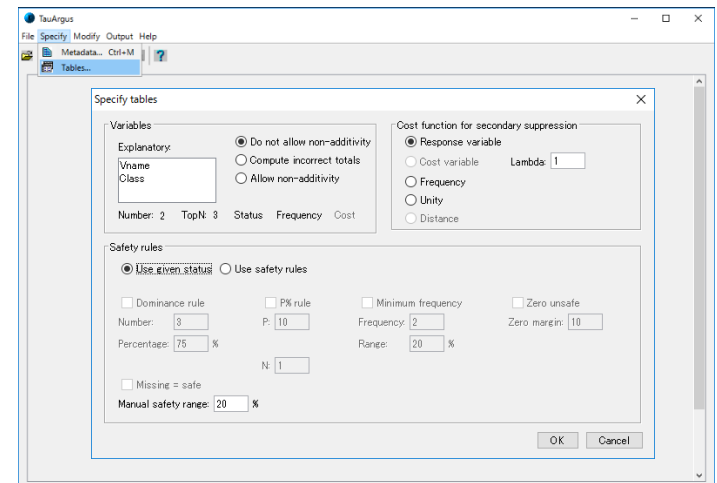 TauArgus
File Specify Modify Output Help
Metadata... Ctrl+M
Tables...
Specify tables
Variables
Explanatory:
Vname
Class
Do not allow non-additivity
Compute incorrect totals
Allow non-additivity
Number: 2 TopN: 3 Status Frequency Cost
Cost function for secondary suppression
Response variable
Cost variable Lambda: 1
Frequency
Unity
Distance
Safety rules
Use given status Use safety rules
Dominance rule P% rule Minimum frequency Zero unsafe
Number: 3 P: 10 Frequency: 2 Zero margin: 10
Percentage: 75 % Range: 20 %
N: 1
Missing = safe
Manual safety range: 20 %
OK Cancel